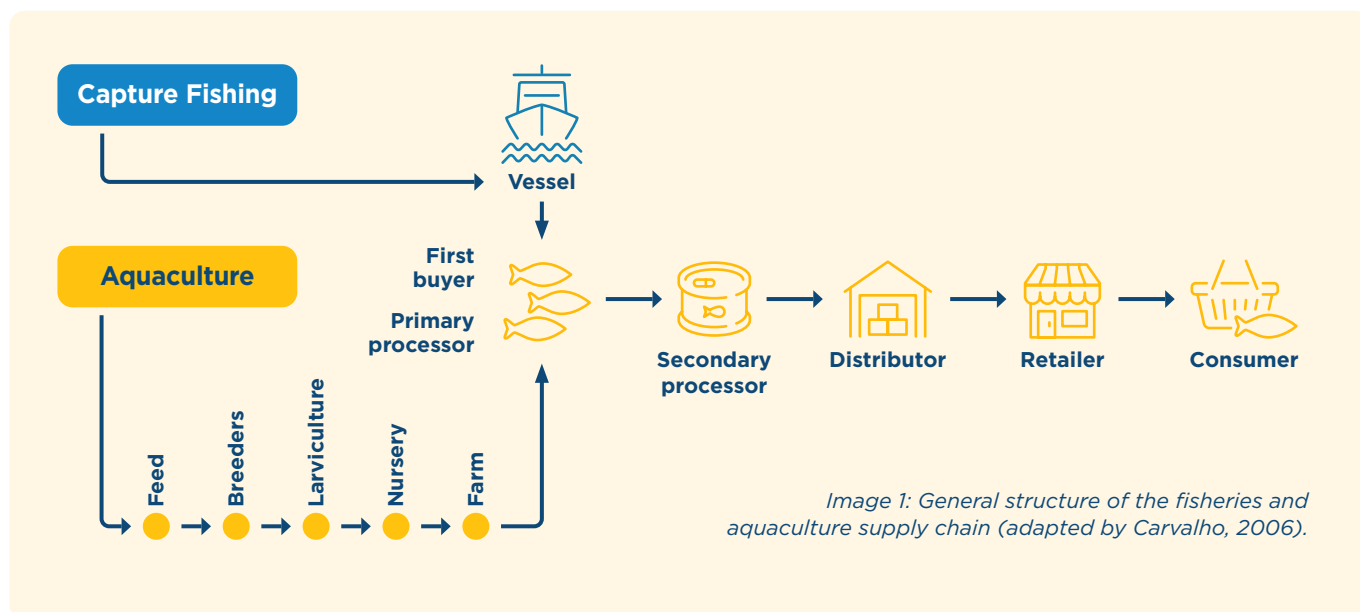 Capture Fishing
Vessel
Aquaculture
First
buyer
Primary
processor
Secondary
processor
Distributor
Retailer
Consumer
Feed
Breeders
Larviculture
Nursery
Farm
Image 1: General structure of the fisheries and
aquaculture supply chain (adapted by Carvalho, 2006).